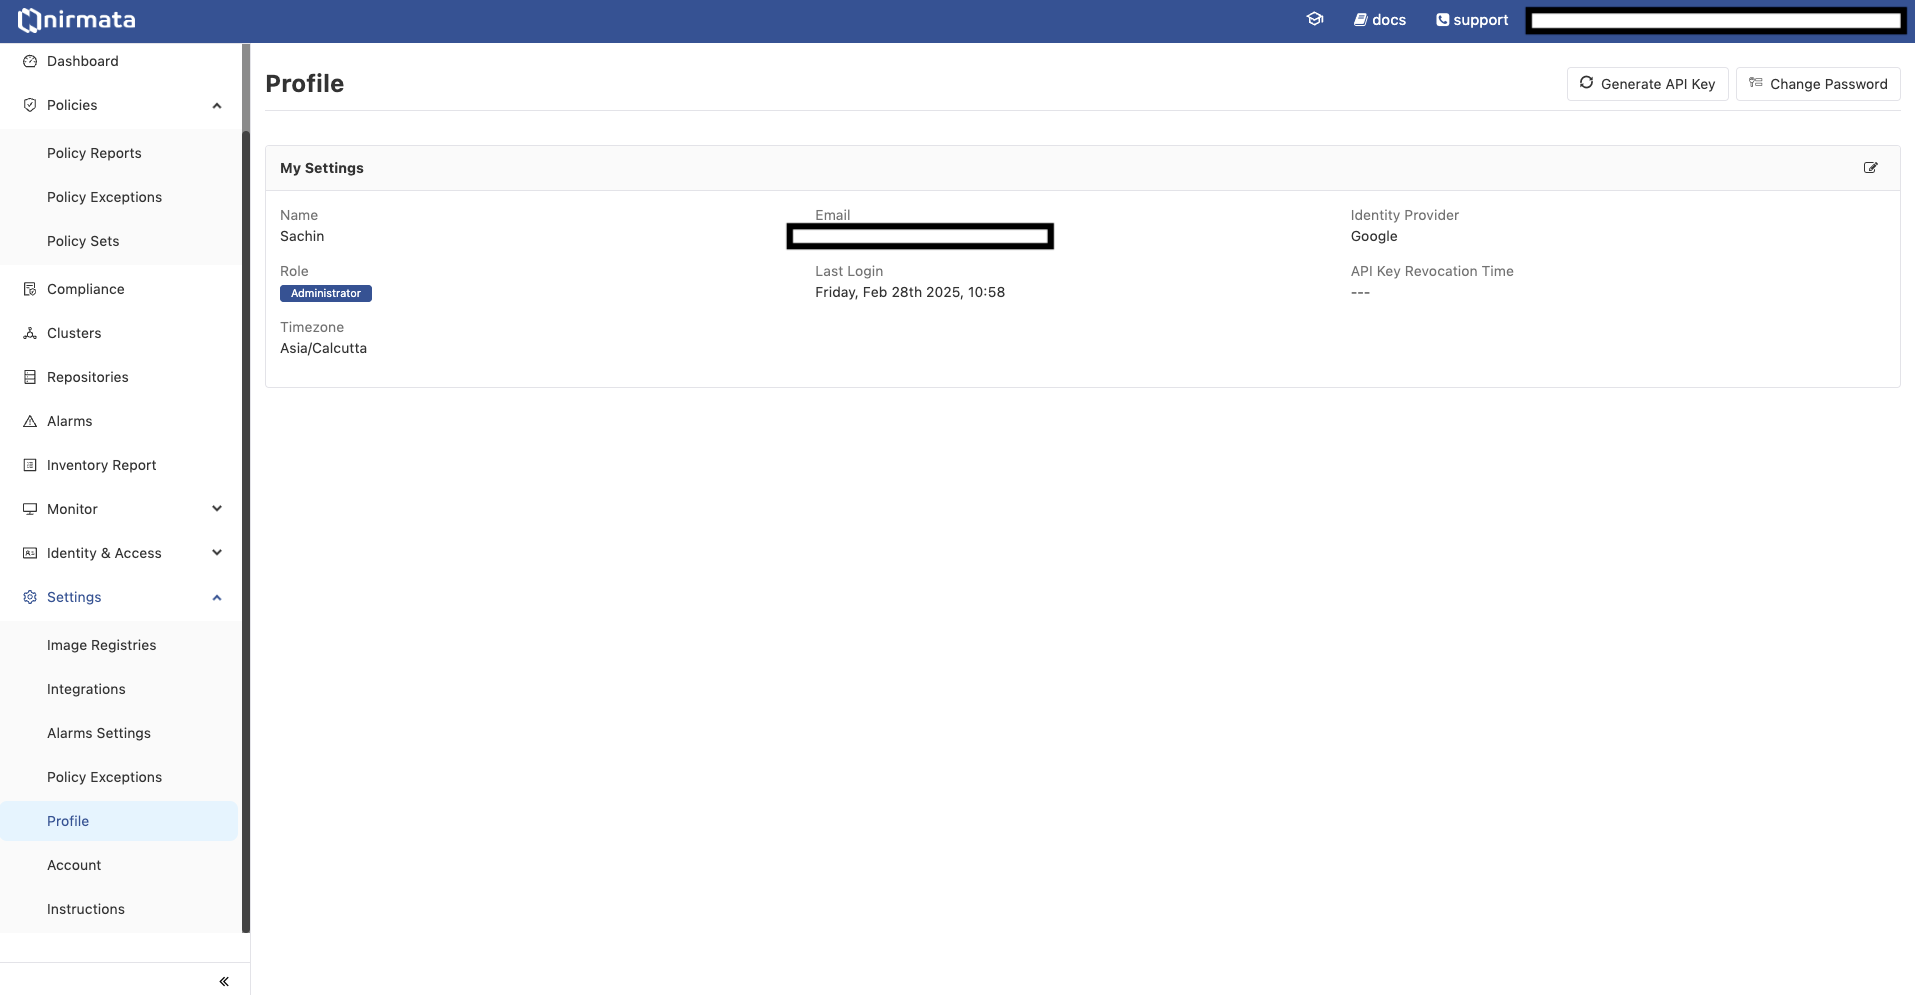 nirmata
docs
support
Dashboard
Policies
Policy Reports
Policy Exceptions
Policy Sets
Compliance
Clusters
Repositories
Alarms
Inventory Report
Monitor
Identity & Access
Settings
Image Registries
Integrations
Alarms Settings
Policy Exceptions
Profile
Account
Instructions
Profile
Generate API Key
Change Password
My Settings
Name
Sachin
Email
Identity Provider
Google
Role
Administrator
Last Login
Friday, Feb 28th 2025, 10:58
API Key Revocation Time
---
Timezone
Asia/Calcutta